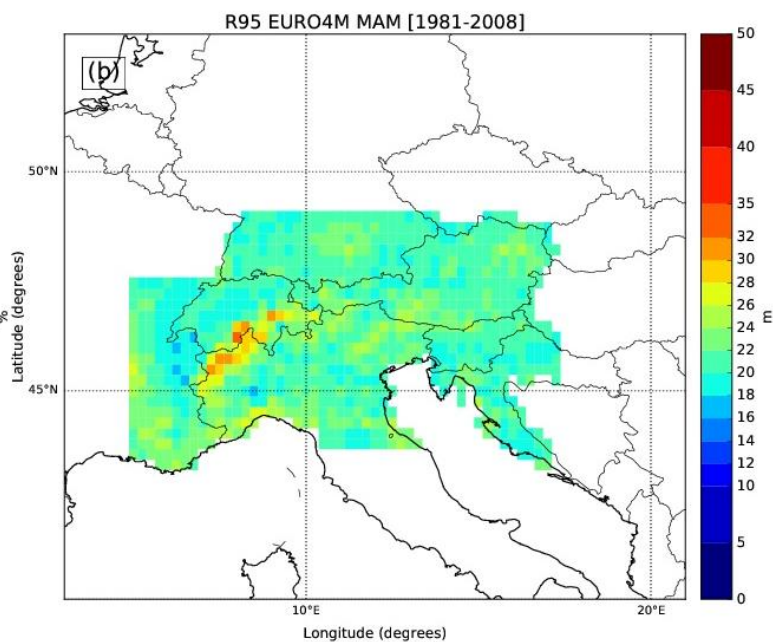 R95 EURO4M MAM [1981-2008]
(b)
50°N
45°N
10°E
20°E
%
Latitude (degrees)
Longitude (degrees)
50
45
40
35
32
30
28
26
24
22
20
18
16
14
12
10
5
0
m